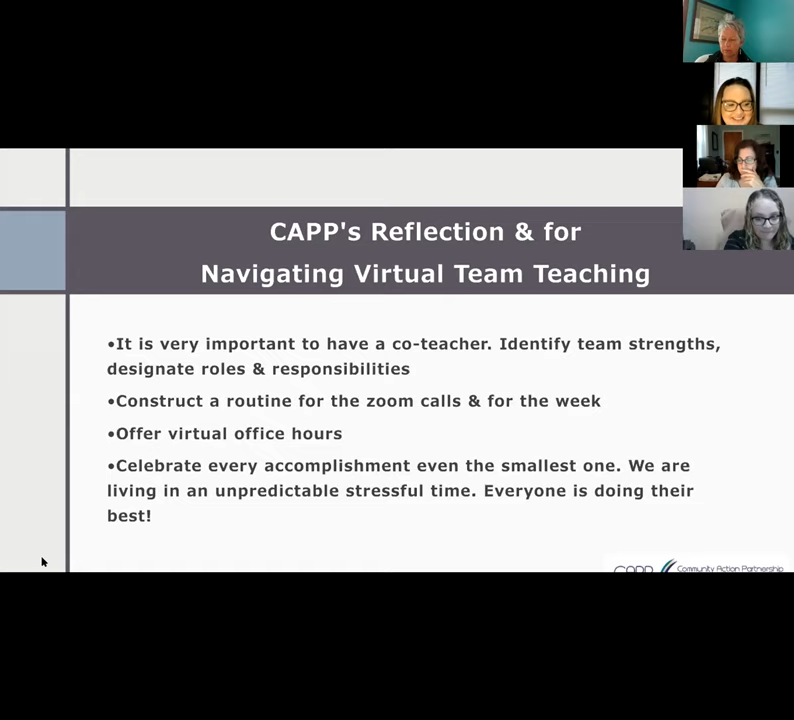 CAPP's Reflection & for
Navigating Virtual Team Teaching
•It is very important to have a co-teacher. Identify team strengths,
designate roles & responsibilities
•Construct a routine for the zoom calls & for the week
•Offer virtual office hours
•Celebrate every accomplishment even the smallest one. We are
living in an unpredictable stressful time. Everyone is doing their
best!
CAPP Community Action Partnership